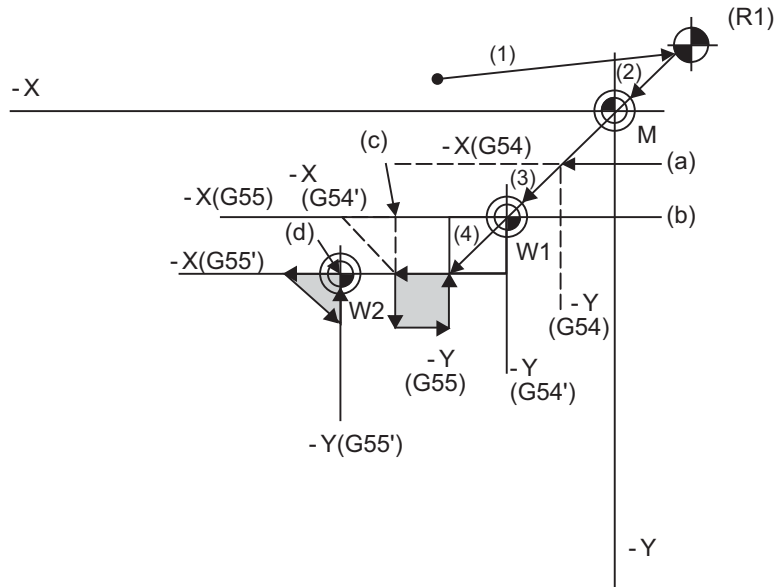 (R1)
(1)
(2)
- X
M
(c)
- X(G54)
(a)
- X
(G54')
(3)
- X(G55)
(b)
(d)
(4)
W1
- X(G55')
W2
- Y
(G54)
- Y
(G55)
- Y
(G54')
- Y(G55')
- Y